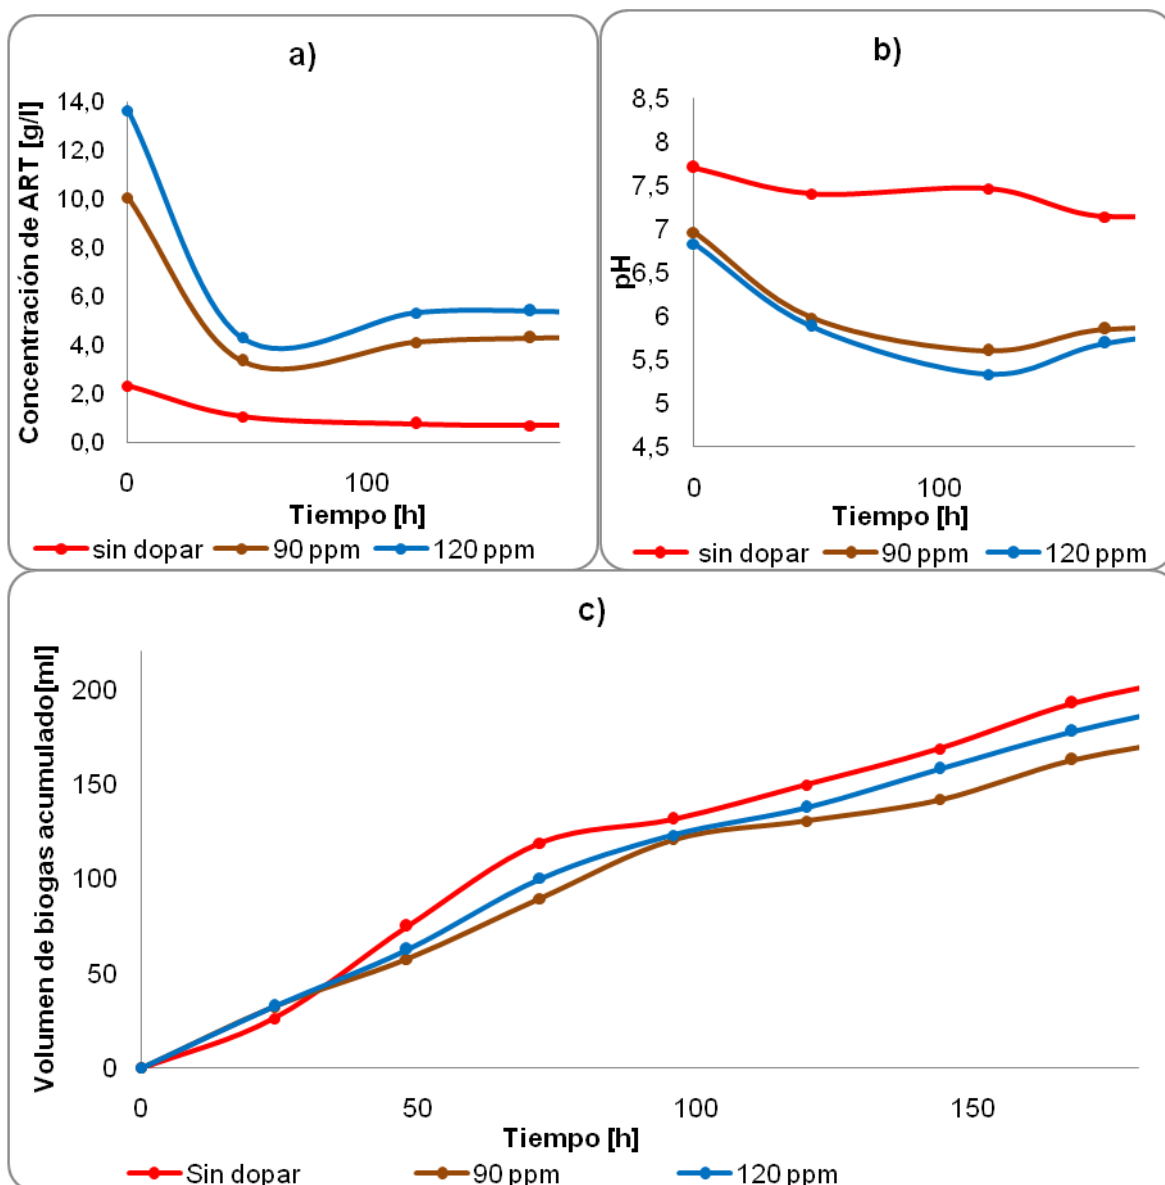 a)
Concentración de ART [g/l]
14,0
12,0
10,0
8,0
6,0
4,0
2,0
0,0
0 100
Tiempo [h]
sin dopar 90 ppm 120 ppm
b)
pH
8,5
8
7,5
7
6,5
6
5,5
5
4,5
0 100
Tiempo [h]
sin dopar 90 ppm 120 ppm
c)
Volumen de biogas acumulado[ml]
200
150
100
50
0
0 50 100 150
Tiempo [h]
Sin dopar 90 ppm 120 ppm